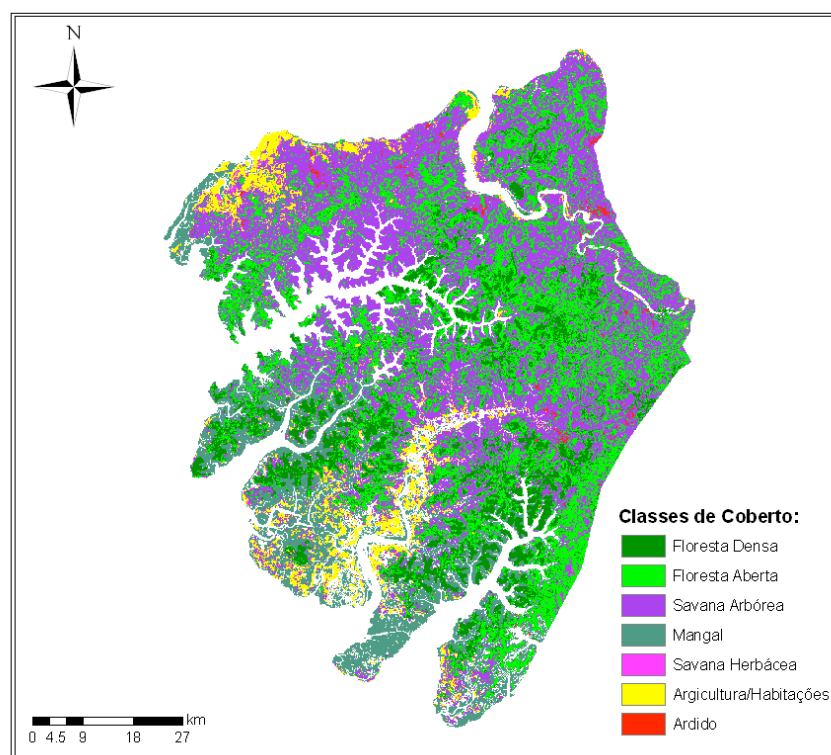 N
Classes de Coberto:
Floresta Densa
Floresta Aberta
Savana Arbórea
Mangal
Savana Herbácea
Argicultura/Habitações
Ardido
km
0 4.5 9 18 27